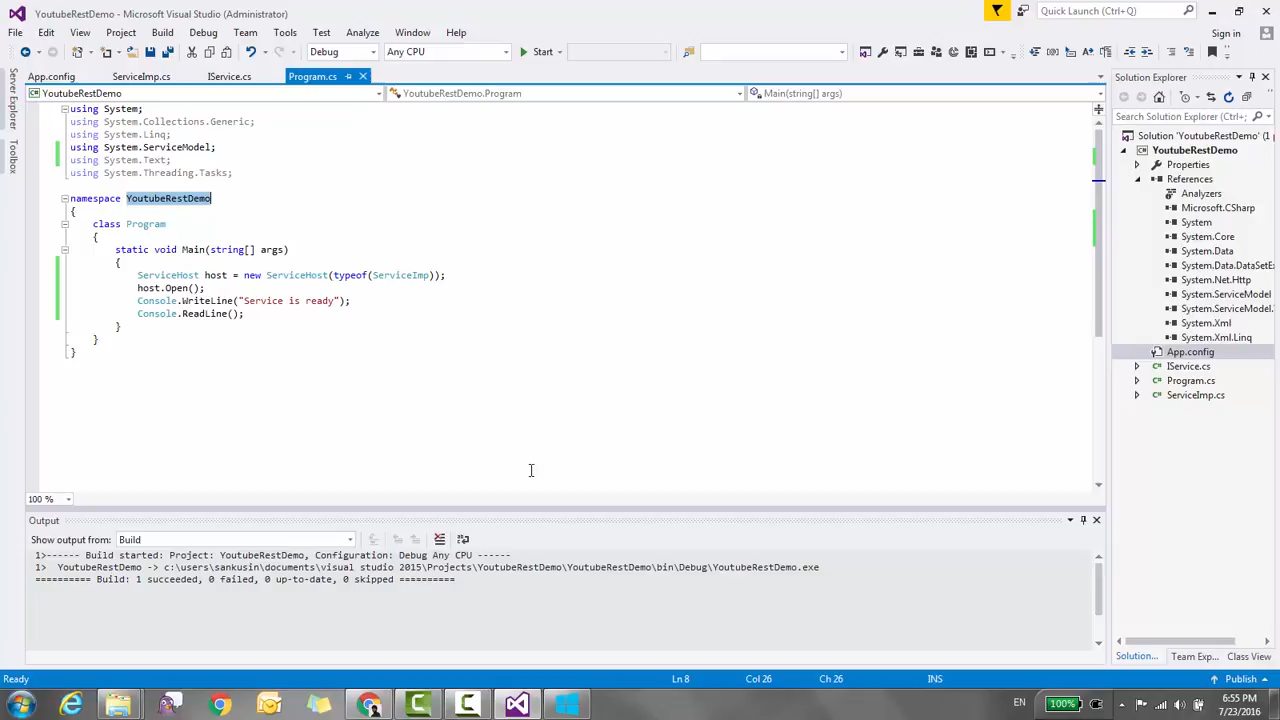 YoutubeRestDemo - Microsoft Visual Studio (Administrator)
Quick Launch (Ctrl+Q)
File Edit View Project Build Debug Team Tools Test Analyze Window Help
Sign in
Debug Any CPU Start
Server Explorer
Toolbox
App.config ServiceImp.cs IService.cs Program.cs
YoutubeRestDemo YoutubeRestDemo.Program Main(string[] args)
using System;
using System.Collections.Generic;
using System.Linq;
using System.ServiceModel;
using System.Text;
using System.Threading.Tasks;
namespace YoutubeRestDemo
{
class Program
{
static void Main(string[] args)
{
ServiceHost host = new ServiceHost(typeof(ServiceImp));
host.Open();
Console.WriteLine("Service is ready");
Console.ReadLine();
}
}
}
100 %
Output
Show output from: Build
1>------ Build started: Project: YoutubeRestDemo, Configuration: Debug Any CPU ------
1> YoutubeRestDemo -> c:\users\sankusin\documents\visual studio 2015\Projects\YoutubeRestDemo\YoutubeRestDemo\bin\Debug\YoutubeRestDemo.exe
========== Build: 1 succeeded, 0 failed, 0 up-to-date, 0 skipped ==========
Solution Explorer
Search Solution Explorer (Ctrl+;
Solution 'YoutubeRestDemo' (1
YoutubeRestDemo
Properties
References
Analyzers
Microsoft.CSharp
System
System.Core
System.Data
System.Data.DataSetE
System.Net.Http
System.ServiceModel
System.ServiceModel.
System.Xml
System.Xml.Linq
App.config
IService.cs
Program.cs
ServiceImp.cs
Solution... Team Exp... Class View
Ready Ln 8 Col 26 Ch 26 INS Publish
EN 100% 6:55 PM
7/23/2016